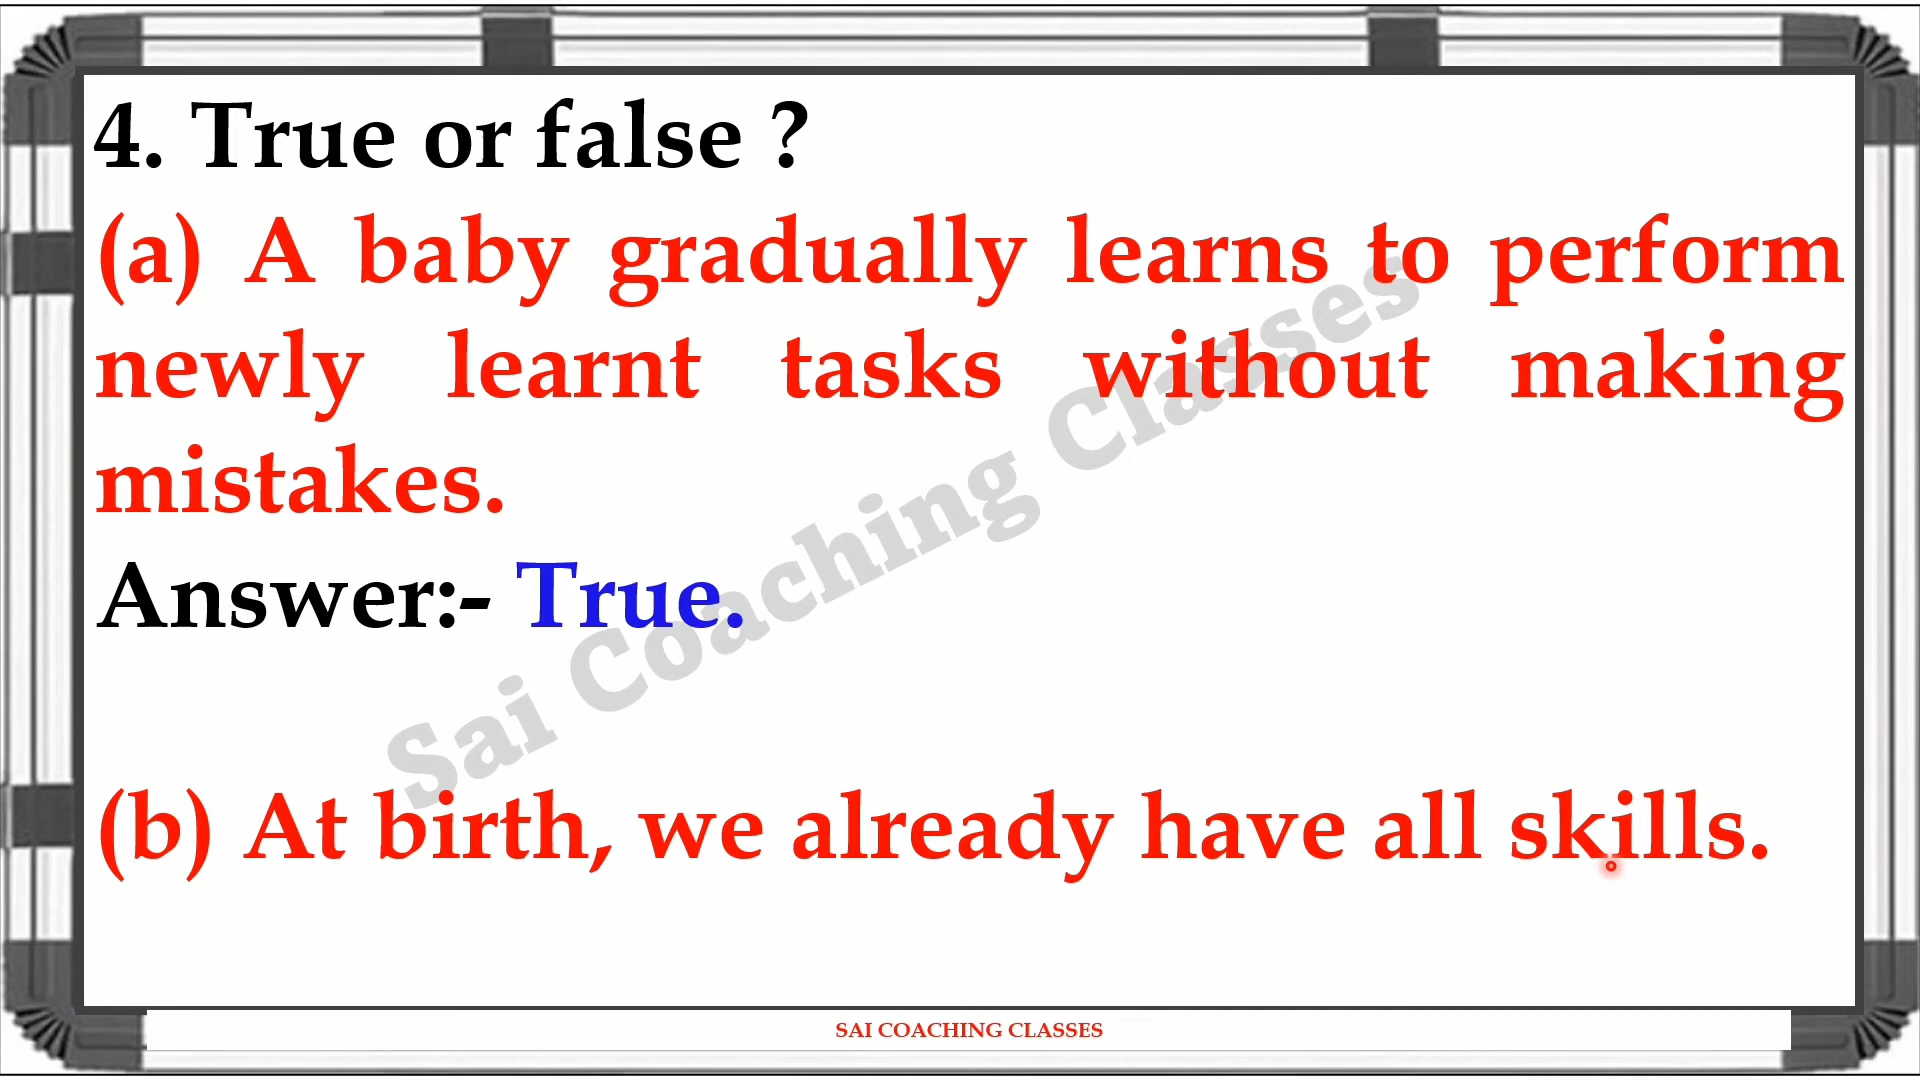 4. True or false ?
(a) A baby gradually learns to perform
newly learnt tasks without making
mistakes.
Answer:- True.
(b) At birth, we already have all skills.
Sai Coaching Classes
SAI COACHING CLASSES